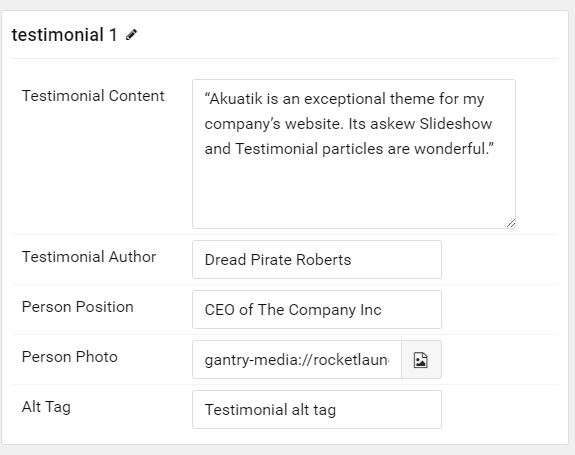 testimonial 1
Testimonial Content
“Akuatik is an exceptional theme for my
company’s website. Its askew Slideshow
and Testimonial particles are wonderful.”
Testimonial Author
Dread Pirate Roberts
Person Position
CEO of The Company Inc
Person Photo
gantry-media://rocketlaun
Alt Tag
Testimonial alt tag